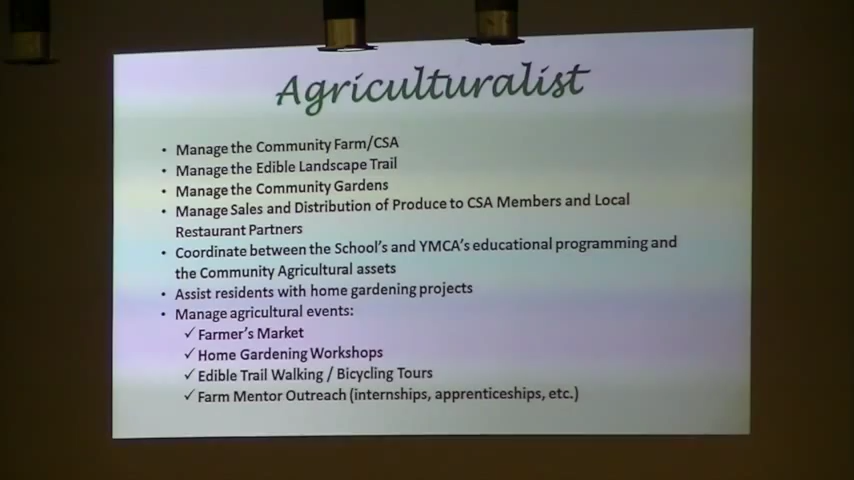 Agriculturalist
• Manage the Community Farm/CSA
• Manage the Edible Landscape Trail
• Manage the Community Gardens
• Manage Sales and Distribution of Produce to CSA Members and Local
Restaurant Partners
• Coordinate between the School's and YMCA's educational programming and
the Community Agricultural assets
• Assist residents with home gardening projects
• Manage agricultural events:
✓ Farmer's Market
✓ Home Gardening Workshops
✓ Edible Trail Walking / Bicycling Tours
✓ Farm Mentor Outreach (internships, apprenticeships, etc.)